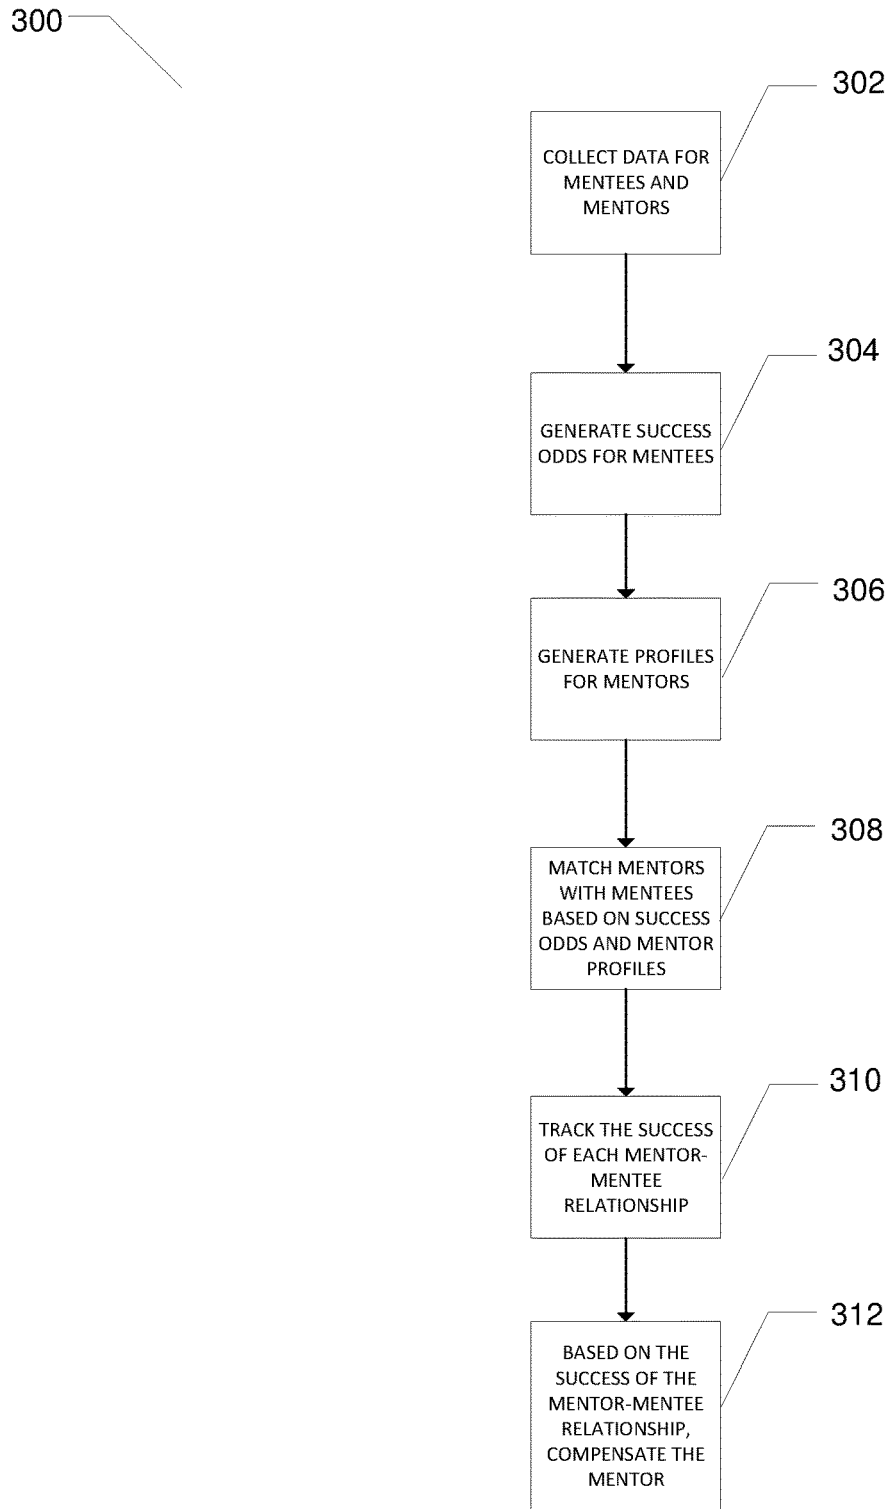 300
302
COLLECT DATA FOR
MENTEES AND
MENTORS
304
GENERATE SUCCESS
ODDS FOR MENTEES
306
GENERATE PROFILES
FOR MENTORS
308
MATCH MENTORS
WITH MENTEES
BASED ON SUCCESS
ODDS AND MENTOR
PROFILES
310
TRACK THE SUCCESS
OF EACH MENTOR-
MENTEE
RELATIONSHIP
312
BASED ON THE
SUCCESS OF THE
MENTOR-MENTEE
RELATIONSHIP,
COMPENSATE THE
MENTOR